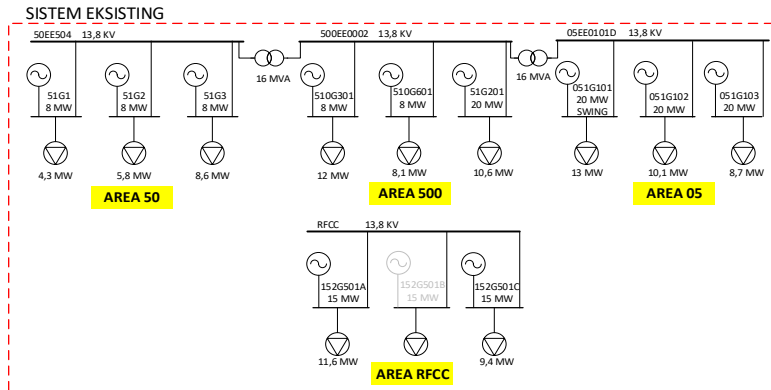 SISTEM EKSISTING
50EE504 13,8 KV
500EE0002 13,8 KV
05EE0101D 13,8 KV
16 MVA
16 MVA
51G1
8 MW
51G2
8 MW
51G3
8 MW
510G301
8 MW
510G601
8 MW
51G201
20 MW
051G101
20 MW
SWING
051G102
20 MW
051G103
20 MW
4,3 MW
5,8 MW
8,6 MW
12 MW
8,1 MW
10,6 MW
13 MW
10,1 MW
8,7 MW
AREA 50
AREA 500
AREA 05
RFCC 13,8 KV
152G501A
15 MW
152G501B
15 MW
152G501C
15 MW
11,6 MW
9,4 MW
AREA RFCC